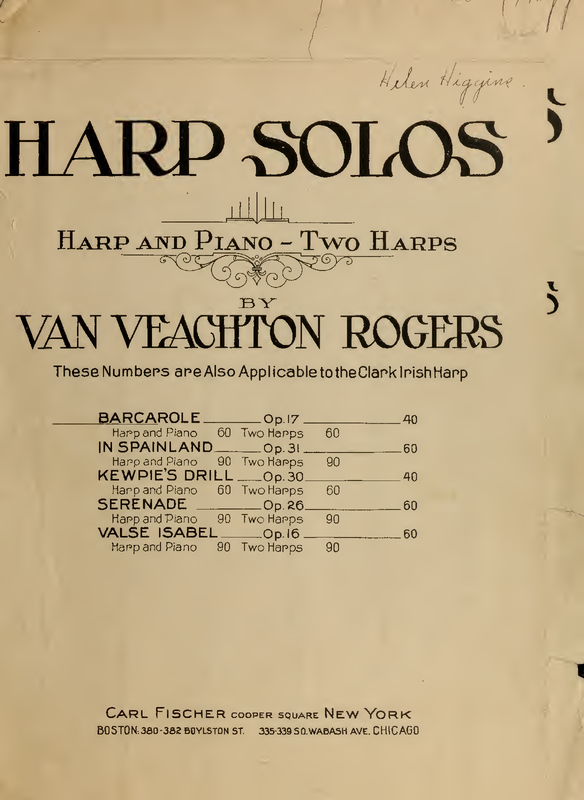 Helen Higgins.
HARP SOLOS
HARP AND PIANO - TWO HARPS
BY
VAN VEACHTON ROGERS
These Numbers are Also Applicable to the Clark Irish Harp
BARCAROLE Op. 17 40
Harp and Piano 60 Two Harps 60
IN SPAINLAND Op. 31 60
Harp and Piano 90 Two Harps 90
KEWPIE'S DRILL Op. 30 40
Harp and Piano 60 Two Harps 60
SERENADE Op. 26 60
Harp and Piano 90 Two Harps 90
VALSE ISABEL Op. 16 60
Harp and Piano 90 Two Harps 90
CARL FISCHER COOPER SQUARE NEW YORK
BOSTON: 380-382 BOYLSTON ST. 335-339 SO. WABASH AVE. CHICAGO